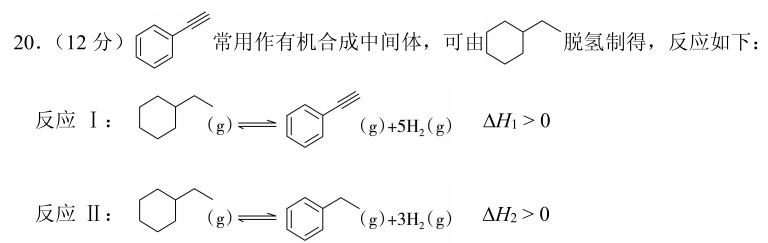 20.（12 分） 常用作有机合成中间体，可由 脱氢制得，反应如下：
反应 Ⅰ： (g) ⇌ (g)+5H₂(g) ΔH₁ > 0
反应 Ⅱ： (g) ⇌ (g)+3H₂(g) ΔH₂ > 0